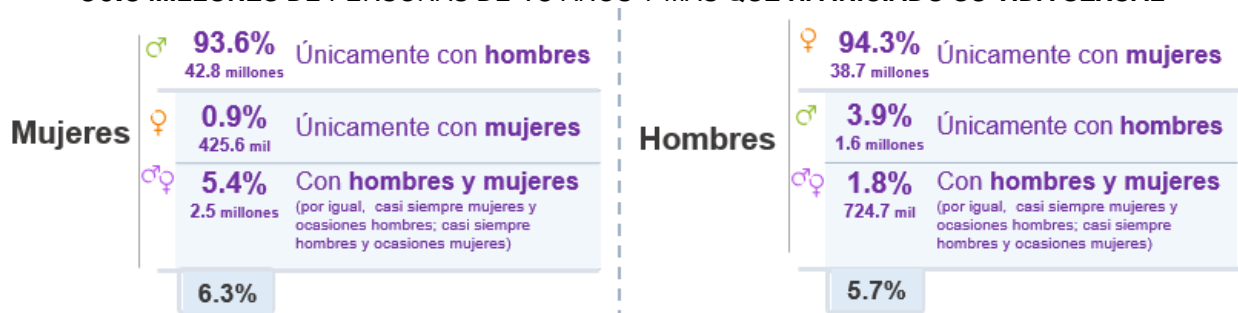 DE PERSONAS DE
Mujeres
93.6% Únicamente con hombres
42.8 millones
0.9% Únicamente con mujeres
425.6 mil
5.4% Con hombres y mujeres
2.5 millones (por igual, casi siempre mujeres y
ocasiones hombres; casi siempre
hombres y ocasiones mujeres)
6.3%
Hombres
94.3% Únicamente con mujeres
38.7 millones
3.9% Únicamente con hombres
1.6 millones
1.8% Con hombres y mujeres
724.7 mil (por igual, casi siempre mujeres y
ocasiones hombres; casi siempre
hombres y ocasiones mujeres)
5.7%